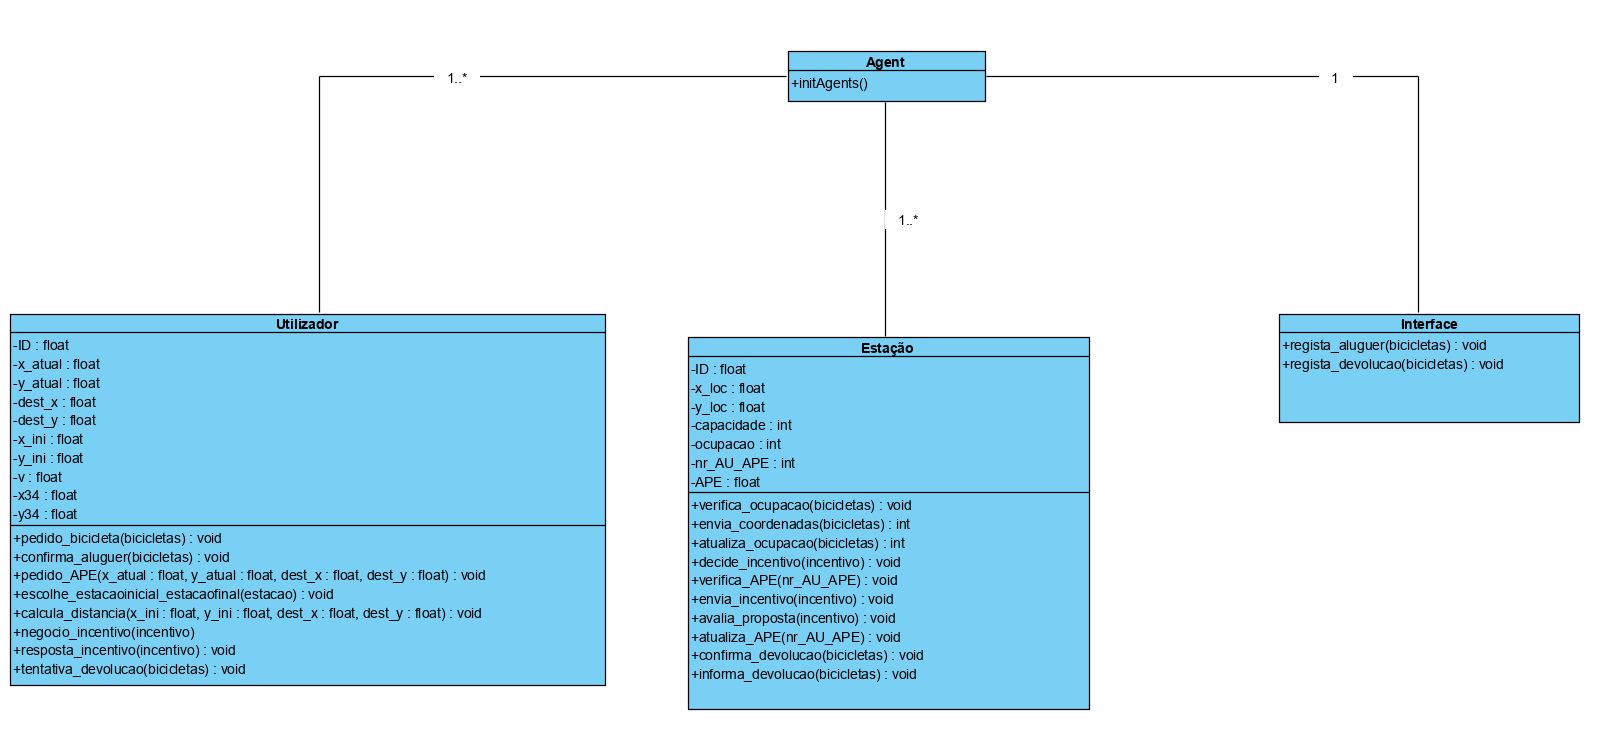 Agent
+initAgents()
1..*
1
1..*
Utilizador
-ID : float
-x_atual : float
-y_atual : float
-dest_x : float
-dest_y : float
-x_ini : float
-y_ini : float
-v : float
-x34 : float
-y34 : float
+pedido_bicicleta(bicicletas) : void
+confirma_aluguer(bicicletas) : void
+pedido_APE(x_atual : float, y_atual : float, dest_x : float, dest_y : float) : void
+escolhe_estacaoinicial_estacaofinal(estacao) : void
+calcula_distancia(x_ini : float, y_ini : float, dest_x : float, dest_y : float) : void
+negocio_incentivo(incentivo)
+resposta_incentivo(incentivo) : void
+tentativa_devolucao(bicicletas) : void
Estação
-ID : float
-x_loc : float
-y_loc : float
-capacidade : int
-ocupacao : int
-nr_AU_APE : int
-APE : float
+verifica_ocupacao(bicicletas) : void
+envia_coordenadas(bicicletas) : int
+atualiza_ocupacao(bicicletas) : int
+decide_incentivo(incentivo) : void
+verifica_APE(nr_AU_APE) : void
+envia_incentivo(incentivo) : void
+avalia_proposta(incentivo) : void
+atualiza_APE(nr_AU_APE) : void
+confirma_devolucao(bicicletas) : void
+informa_devolucao(bicicletas) : void
Interface
+regista_aluguer(bicicletas) : void
+regista_devolucao(bicicletas) : void